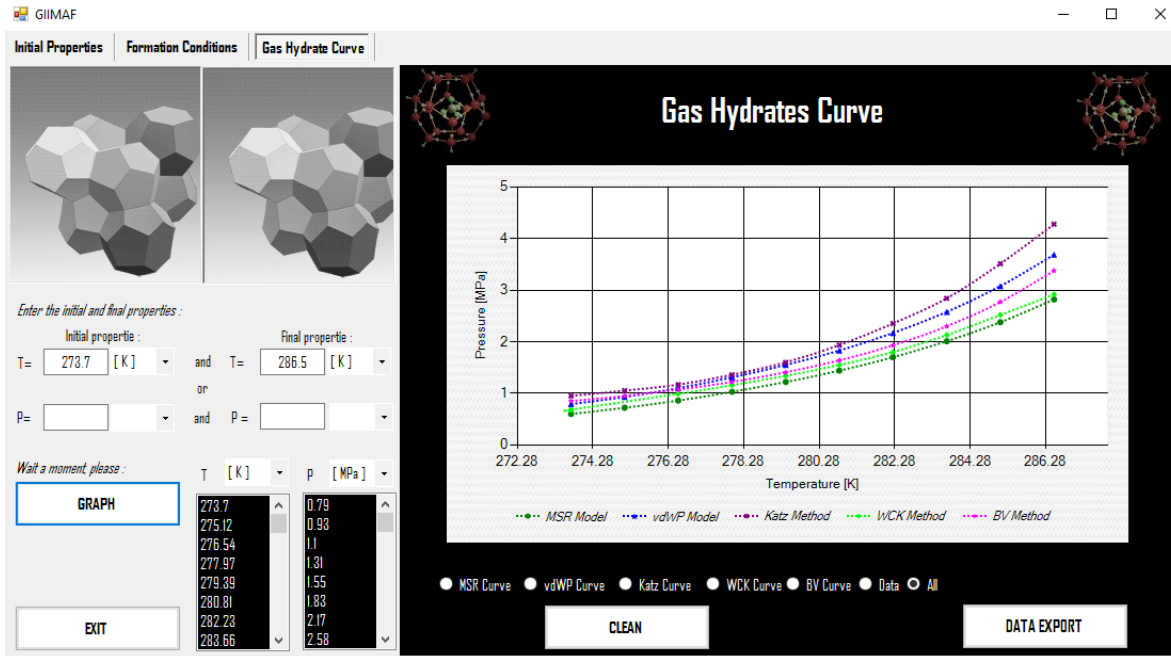 GIIMAF
Initial Properties Formation Conditions Gas Hydrate Curve
Enter the initial and final properties :
Initial propertie : Final propertie :
T= 273.7 [ K ] and T= 286.5 [ K ]
or
P= and P =
Wait a moment, please :
T [ K ] P [ MPa ]
GRAPH
273.7 0.79
275.12 0.93
276.54 1.1
277.97 1.31
279.39 1.55
280.81 1.83
282.23 2.17
283.66 2.58
EXIT
Gas Hydrates Curve
Pressure [MPa]
5
4
3
2
1
0
272.28 274.28 276.28 278.28 280.28 282.28 284.28 286.28
Temperature [K]
MSR Model vdWP Model Katz Method WCK Method BV Method
MSR Curve vdWP Curve Katz Curve WCK Curve BV Curve Data All
CLEAN DATA EXPORT